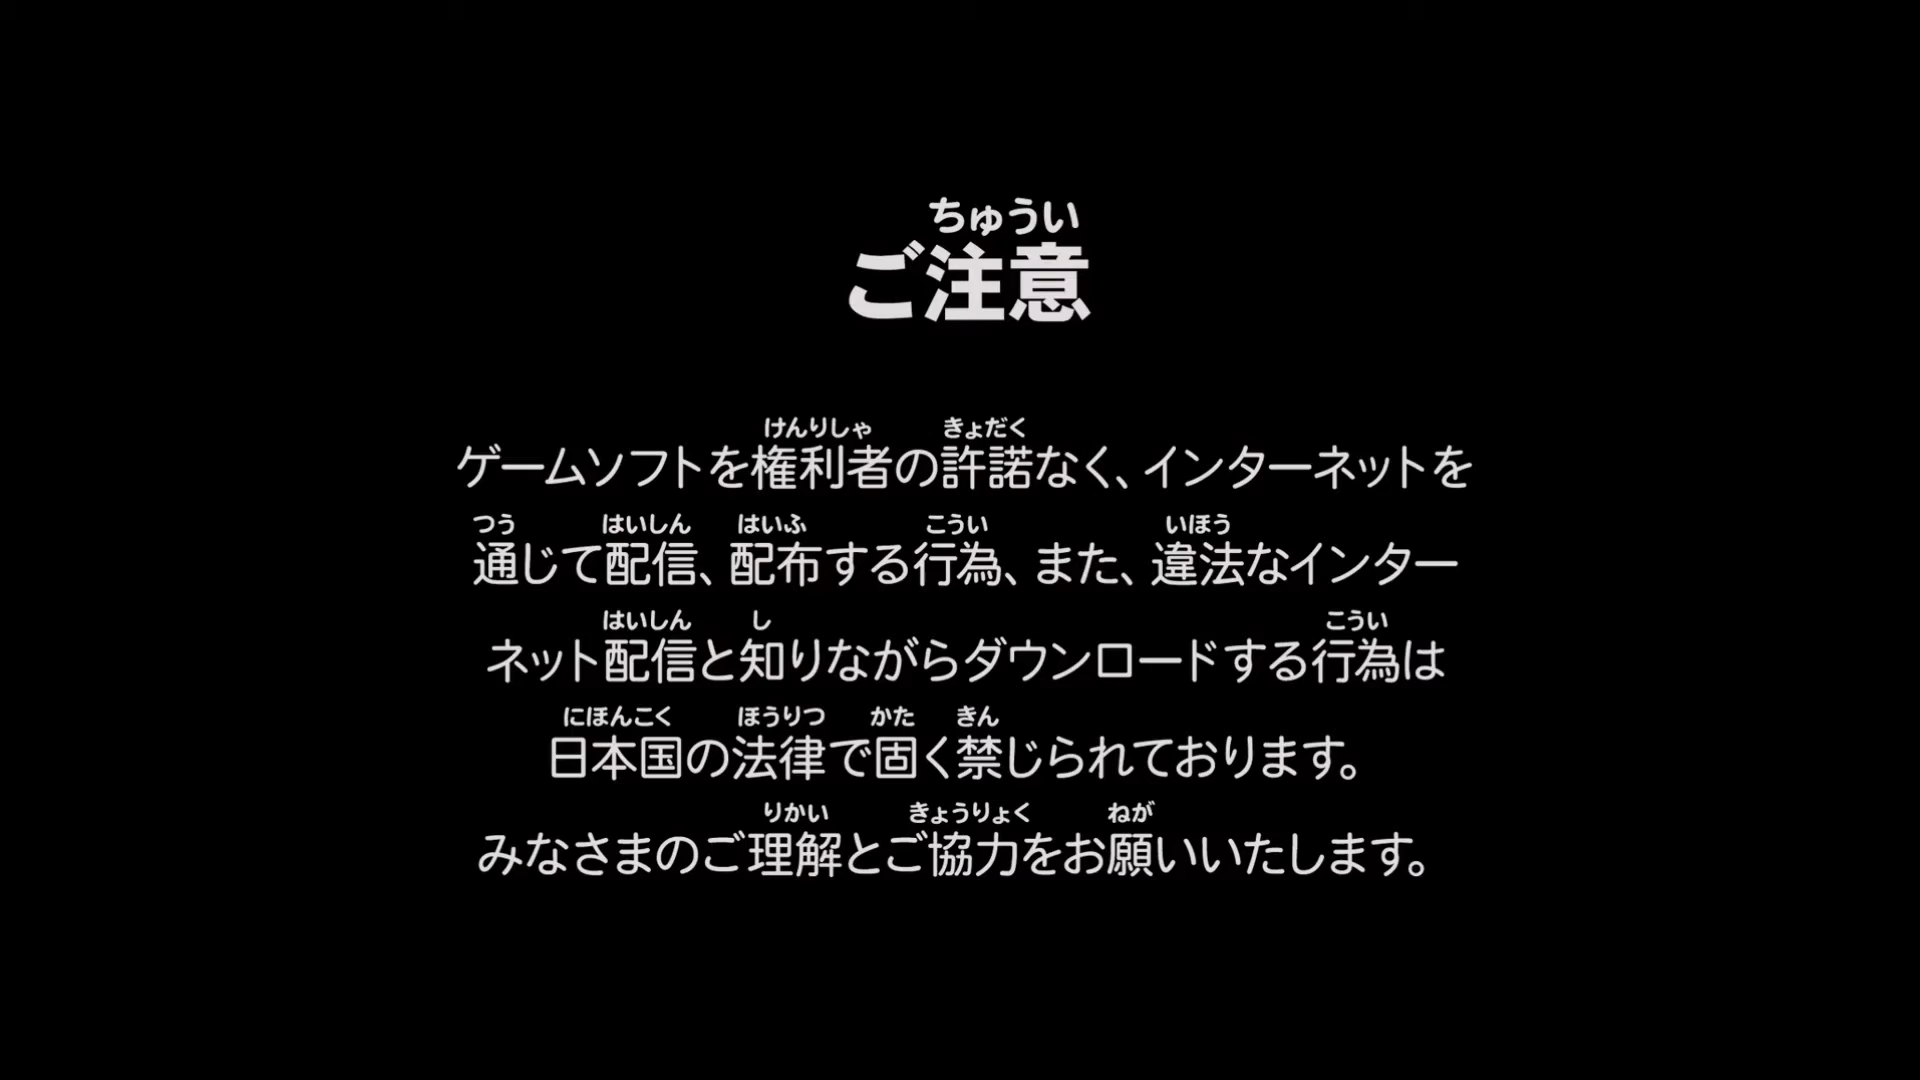 ちゅうい
ご注意
けんりしゃ きょだく
ゲームソフトを権利者の許諾なく、インターネットを
つう はいしん はいふ こうい いほう
通じて配信、配布する行為、また、違法なインター
はいしん し こうい
ネット配信と知りながらダウンロードする行為は
にほんこく ほうりつ かた きん
日本国の法律で固く禁じられております。
りかい きょうりょく ねが
みなさまのご理解とご協力をお願いいたします。